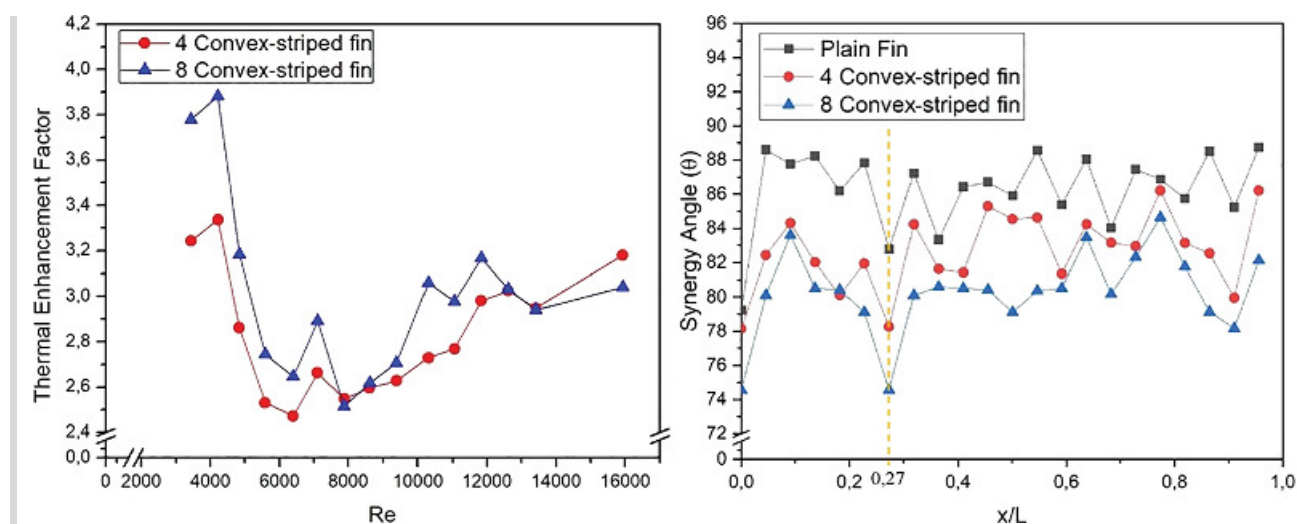 4,2
4,0
3,8
3,6
3,4
3,2
3,0
2,8
2,6
2,4
0,0
Thermal Enhancement Factor
4 Convex-striped fin
8 Convex-striped fin
0 2000 4000 6000 8000 10000 12000 14000 16000
Re
96
94
92
90
88
86
84
82
80
78
76
74
72
0
Synergy Angle (θ)
Plain Fin
4 Convex-striped fin
8 Convex-striped fin
0,0 0,2 0,27 0,4 0,6 0,8 1,0
x/L